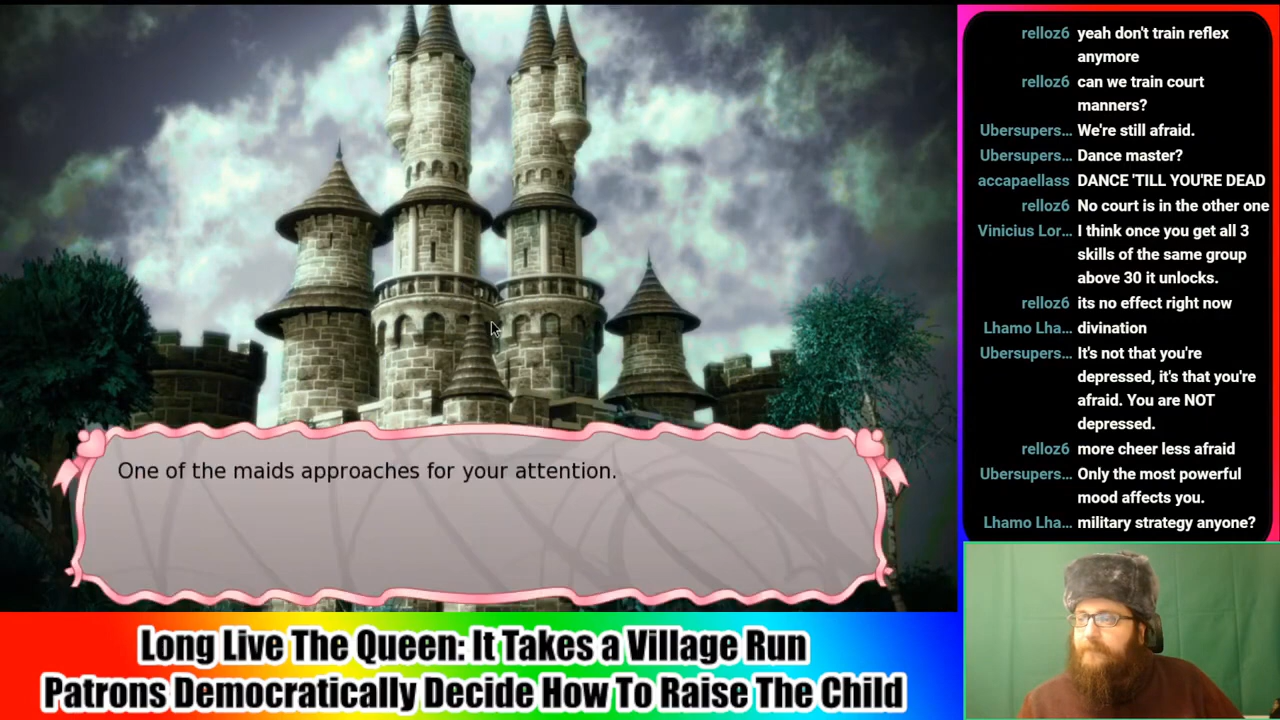 relloz6 yeah don't train reflex
anymore
relloz6 can we train court
manners?
Ubersupers... We're still afraid.
Ubersupers... Dance master?
accapaellass DANCE 'TILL YOU'RE DEAD
relloz6 No court is in the other one
Vinicius Lor... I think once you get all 3
skills of the same group
above 30 it unlocks.
relloz6 its no effect right now
Lhamo Lha... divination
Ubersupers... It's not that you're
depressed, it's that you're
afraid. You are NOT
depressed.
relloz6 more cheer less afraid
Ubersupers... Only the most powerful
mood affects you.
Lhamo Lha... military strategy anyone?
One of the maids approaches for your attention.
Long Live The Queen: It Takes a Village Run
Patrons Democratically Decide How To Raise The Child